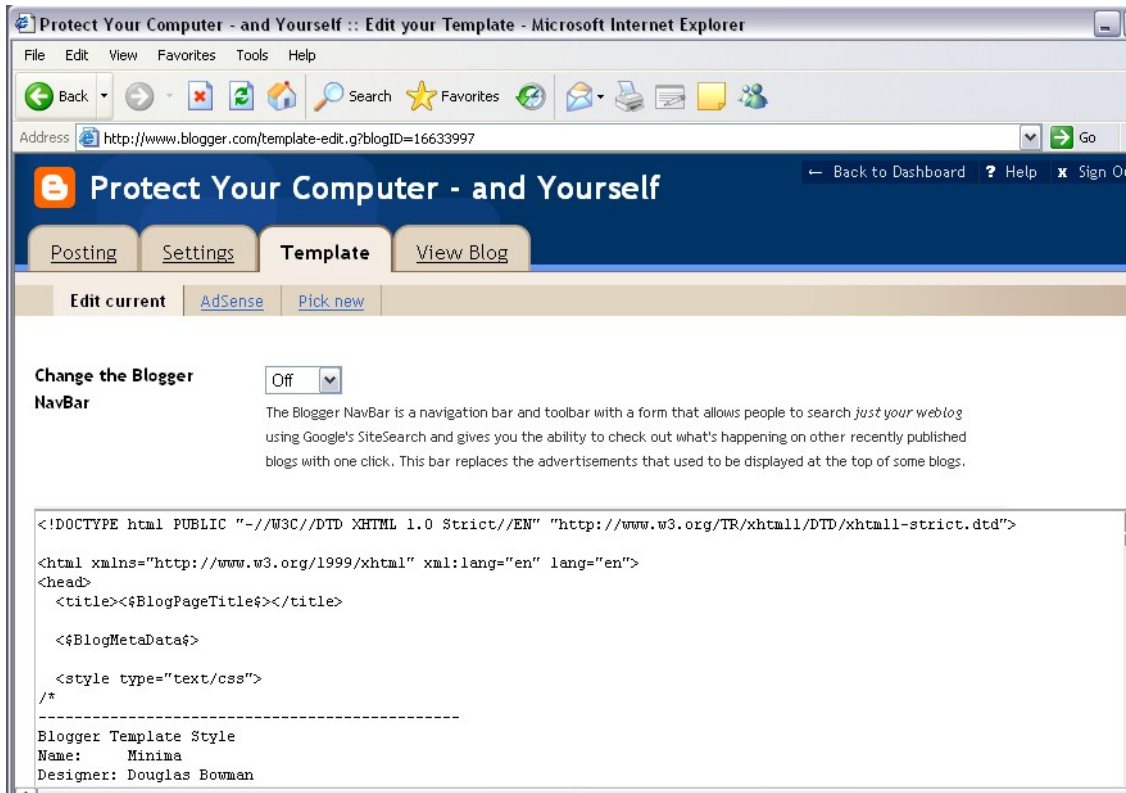 Protect Your Computer - and Yourself :: Edit your Template - Microsoft Internet Explorer
File Edit View Favorites Tools Help
Back Search Favorites
Address http://www.blogger.com/template-edit.g?blogID=16633997 Go
Protect Your Computer - and Yourself
← Back to Dashboard ? Help x Sign Ou
Posting Settings Template View Blog
Edit current AdSense Pick new
Change the Blogger
NavBar
Off
The Blogger NavBar is a navigation bar and toolbar with a form that allows people to search just your weblog
using Google's SiteSearch and gives you the ability to check out what's happening on other recently published
blogs with one click. This bar replaces the advertisements that used to be displayed at the top of some blogs.
<!DOCTYPE html PUBLIC "-//W3C//DTD XHTML 1.0 Strict//EN" "http://www.w3.org/TR/xhtml1/DTD/xhtml1-strict.dtd">
<html xmlns="http://www.w3.org/1999/xhtml" xml:lang="en" lang="en">
<head>
<title><$BlogPageTitle$></title>
<$BlogMetaData$>
<style type="text/css">
/*
-----------------------------------------------
Blogger Template Style
Name: Minima
Designer: Douglas Bowman